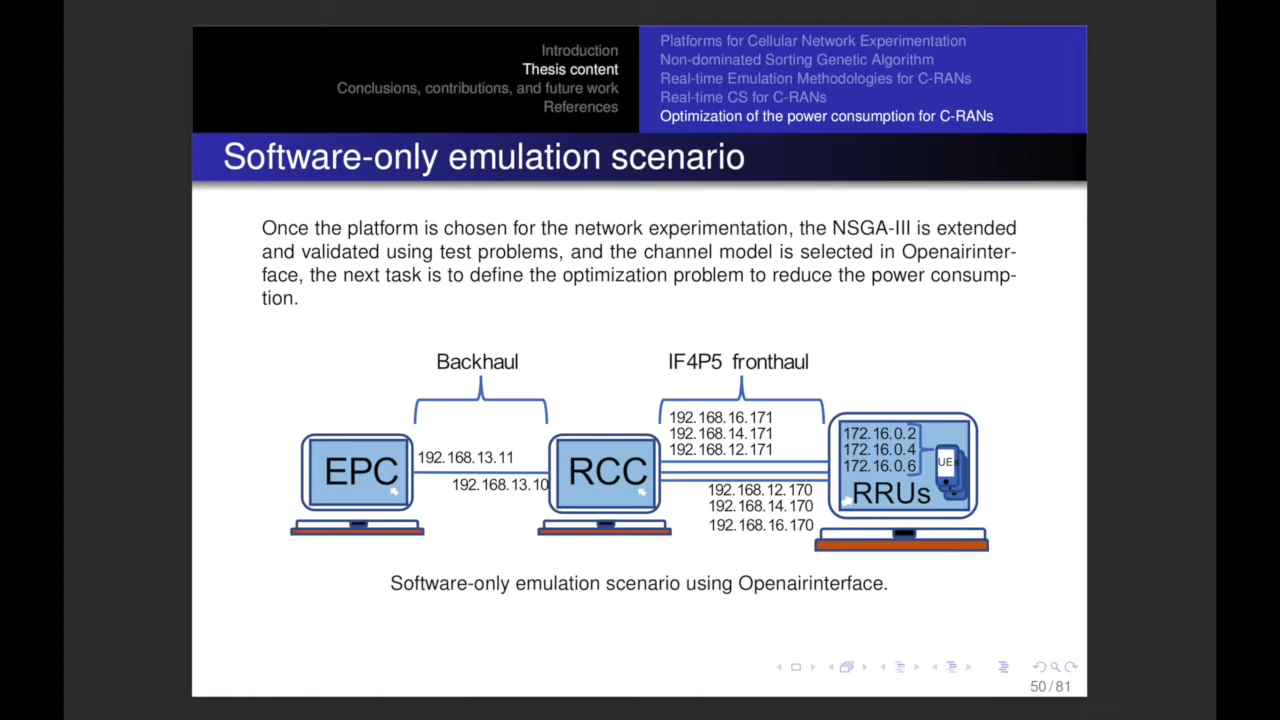 Introduction
Thesis content
Conclusions, contributions, and future work
References
Platforms for Cellular Network Experimentation
Non-dominated Sorting Genetic Algorithm
Real-time Emulation Methodologies for C-RANs
Real-time CS for C-RANs
Optimization of the power consumption for C-RANs
Software-only emulation scenario
Once the platform is chosen for the network experimentation, the NSGA-III is extended
and validated using test problems, and the channel model is selected in Openairinter-
face, the next task is to define the optimization problem to reduce the power consump-
tion.
Backhaul
IF4P5 fronthaul
EPC
192.168.13.11
192.168.13.10
RCC
192.168.16.171
192.168.14.171
192.168.12.171
192.168.12.170
192.168.14.170
192.168.16.170
172.16.0.2
172.16.0.4
172.16.0.6
UEs
RRUs
Software-only emulation scenario using Openairinterface.
50 / 81